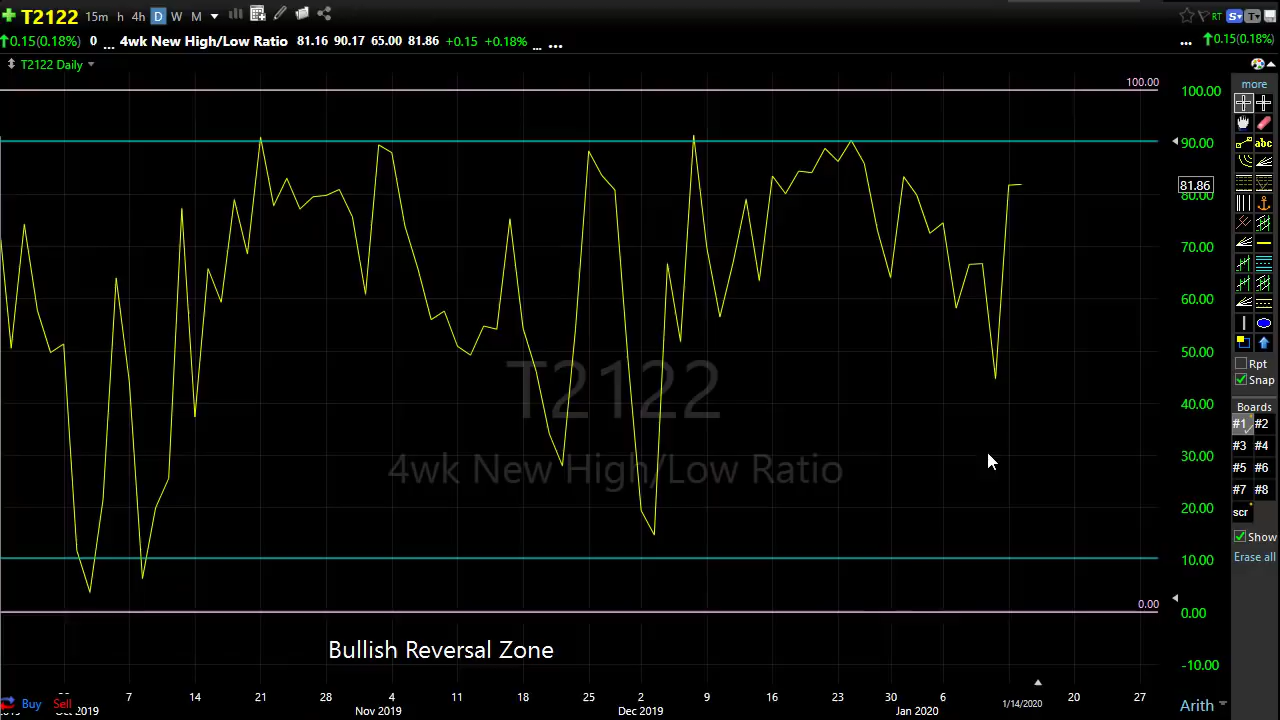 T2122 15m h 4h D W M RT S T
0.15(0.18%) 0 ... 4wk New High/Low Ratio 81.16 90.17 65.00 81.86 +0.15 +0.18% ... ... ... 0.15(0.18%)
T2122 Daily
more
100.00 100.00
abc
90.00
81.86
80.00
70.00
60.00
50.00
T2122
Rpt
Snap
40.00
Boards
#1 #2
#3 #4
4wk New High/Low Ratio
30.00
#5 #6
#7 #8
20.00
scr
Show
10.00
Erase all
0.00 0.00
Bullish Reversal Zone
-10.00
7 14 21 28 4 11 18 25 2 9 16 23 30 6 20 27
Buy Sell
2019 Nov 2019 Dec 2019 Jan 2020 1/14/2020 Arith